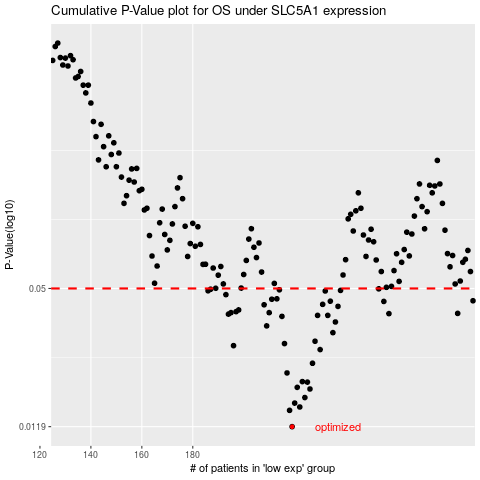 Cumulative P-Value plot for OS under SLC5A1 expression
P-Value(log10)
0.05
0.0119
optimized
120 140 160 180
# of patients in 'low exp' group